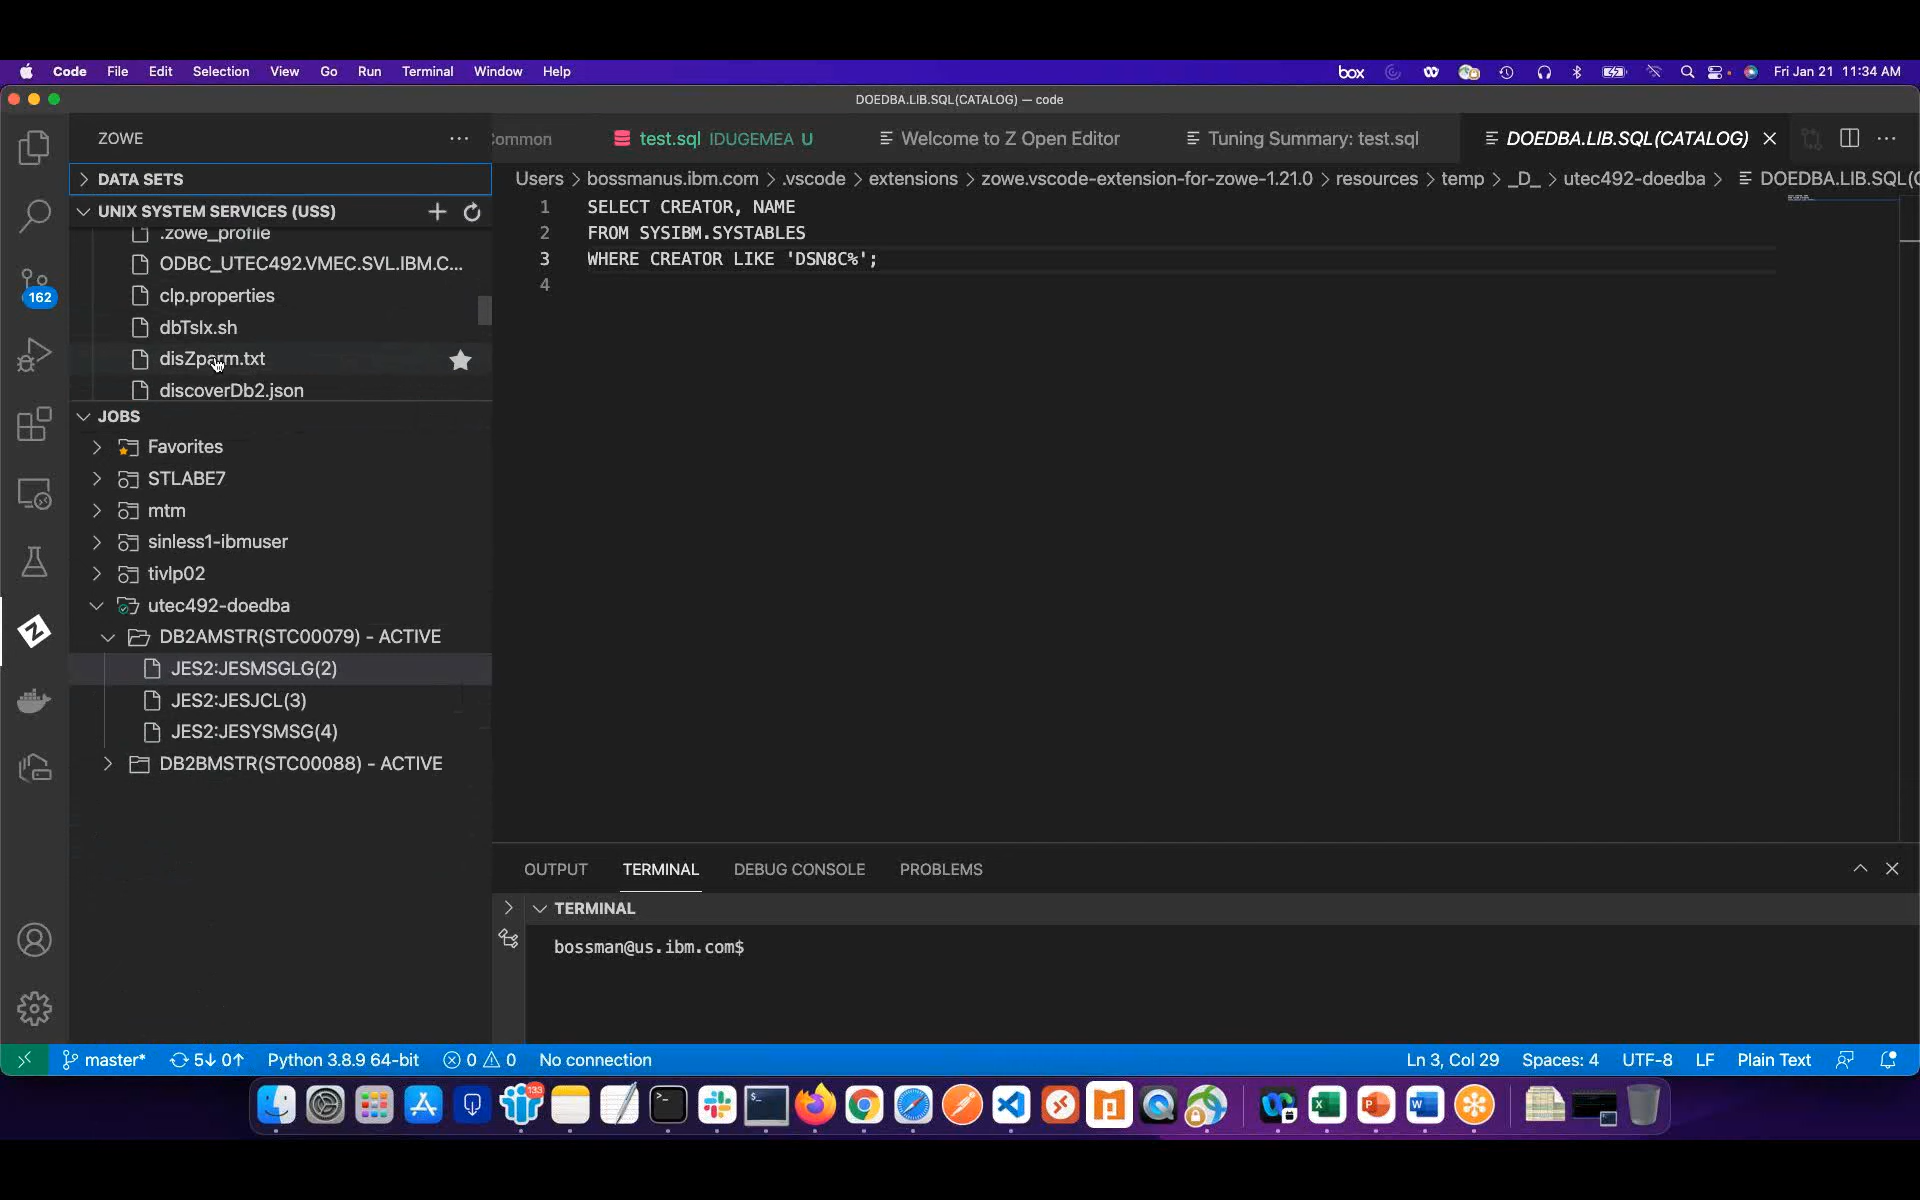 Code File Edit Selection View Go Run Terminal Window Help box Fri Jan 21 11:34 AM
DOEDBA.LIB.SQL(CATALOG) — code
ZOWE
ommon test.sql IDUGEMEA U Welcome to Z Open Editor Tuning Summary: test.sql DOEDBA.LIB.SQL(CATALOG)
DATA SETS
Users > bossmanus.ibm.com > .vscode > extensions > zowe.vscode-extension-for-zowe-1.21.0 > resources > temp > _D_ > utec492-doedba > DOEDBA.LIB.SQL(C
UNIX SYSTEM SERVICES (USS)
.zowe_profile
ODBC_UTEC492.VMEC.SVL.IBM.C...
clp.properties
dbTslx.sh
disZparm.txt
discoverDb2.json
1 SELECT CREATOR, NAME
2 FROM SYSIBM.SYSTABLES
3 WHERE CREATOR LIKE 'DSN8C%';
4
162
JOBS
Favorites
STLABE7
mtm
sinless1-ibmuser
tivlp02
utec492-doedba
DB2AMSTR(STC00079) - ACTIVE
JES2:JESMSGLG(2)
JES2:JESJCL(3)
JES2:JESYSMSG(4)
DB2BMSTR(STC00088) - ACTIVE
OUTPUT TERMINAL DEBUG CONSOLE PROBLEMS
TERMINAL
bossman@us.ibm.com$
master* 5↓ 0↑ Python 3.8.9 64-bit 0 0 No connection Ln 3, Col 29 Spaces: 4 UTF-8 LF Plain Text
133